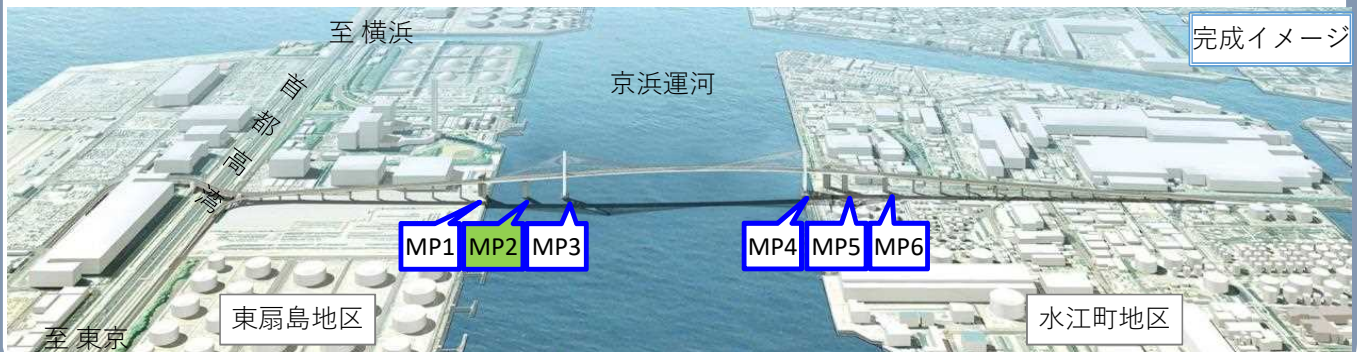 完成イメージ
至 横浜
京浜運河
首都高湾
MP1
MP2
MP3
MP4
MP5
MP6
東扇島地区
水江町地区
至 東京